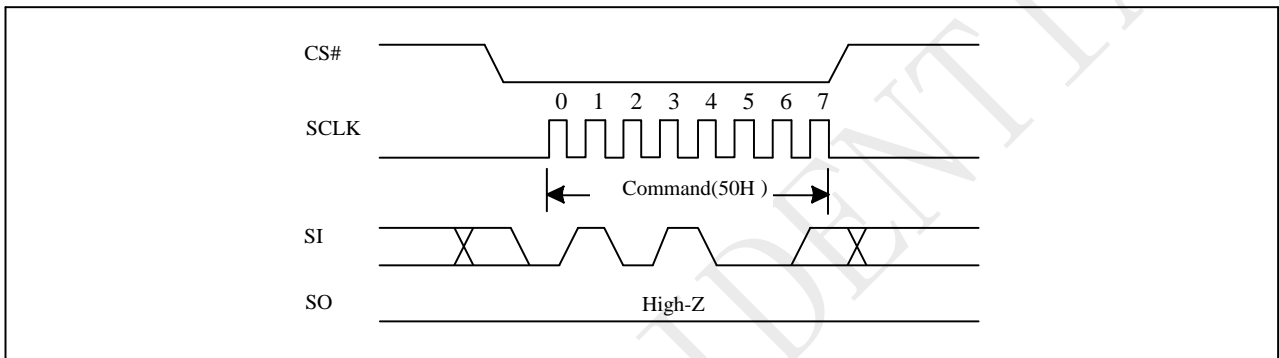 CS#
0 1 2 3 4 5 6 7
SCLK
Command(50H )
SI
SO High-Z